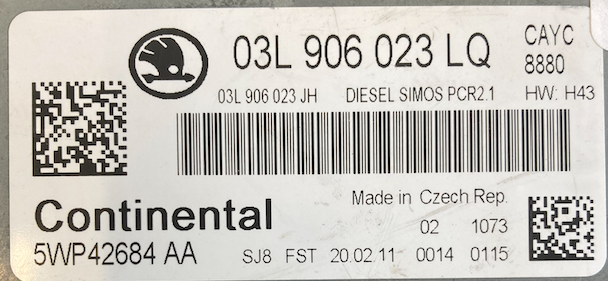 03L 906 023 LQ
CAYC
8880
03L 906 023 JH DIESEL SIMOS PCR2.1 HW: H43
Continental
Made in Czech Rep.
02 1073
5WP42684 AA
SJ8 FST 20.02.11 0014 0115